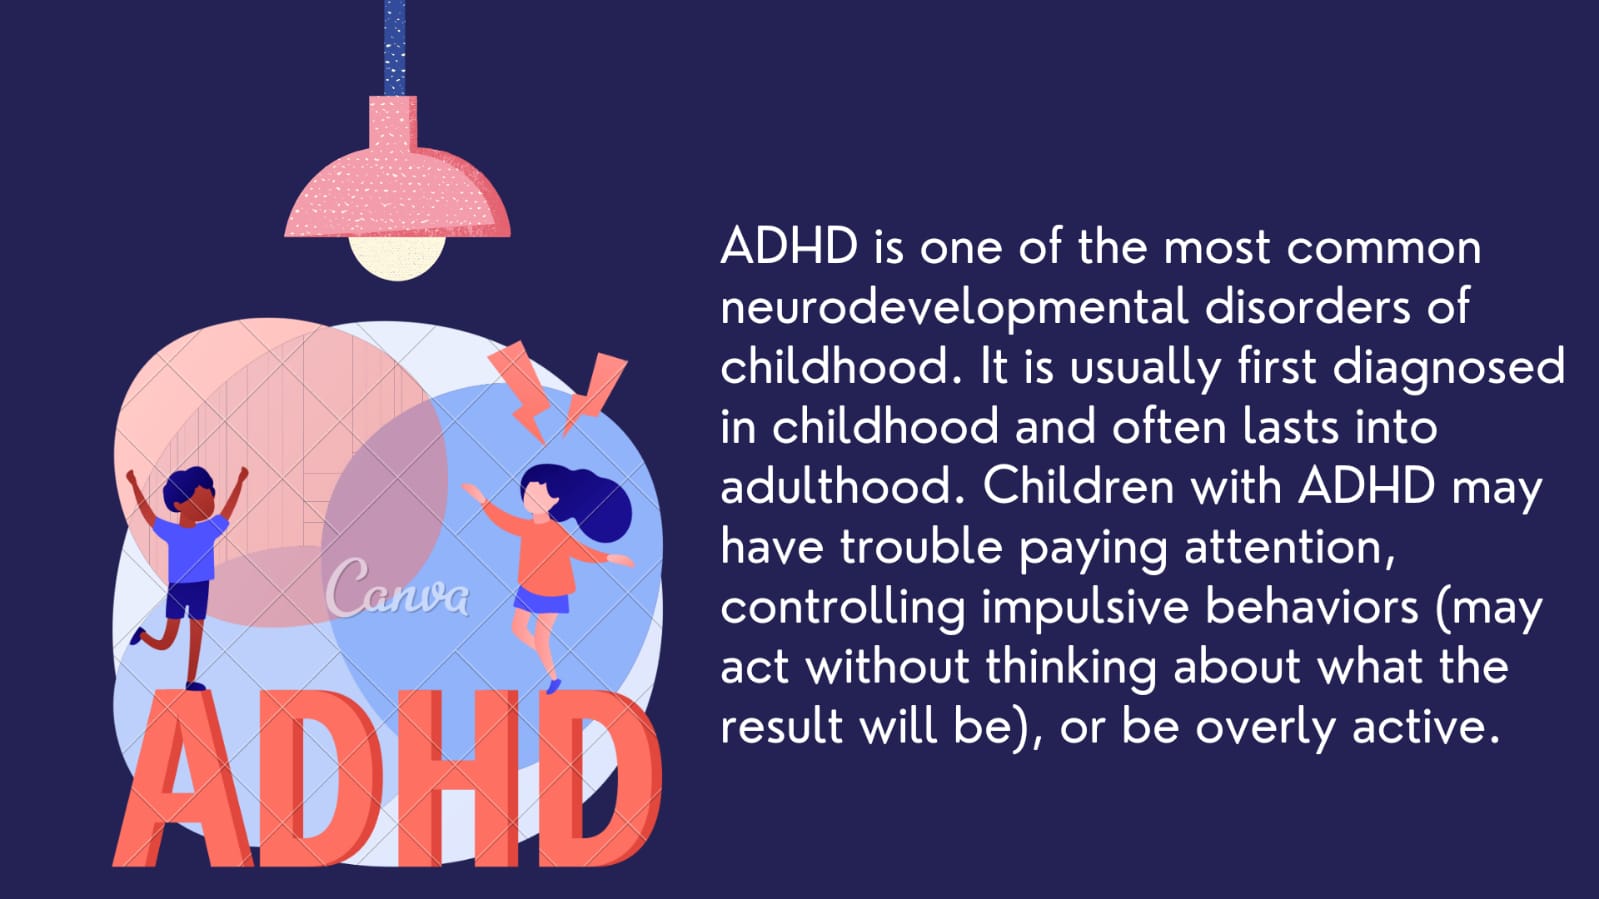 ADHD is one of the most common
neurodevelopmental disorders of
childhood. It is usually first diagnosed
in childhood and often lasts into
adulthood. Children with ADHD may
have trouble paying attention,
controlling impulsive behaviors (may
act without thinking about what the
result will be), or be overly active.
Canva
ADHD